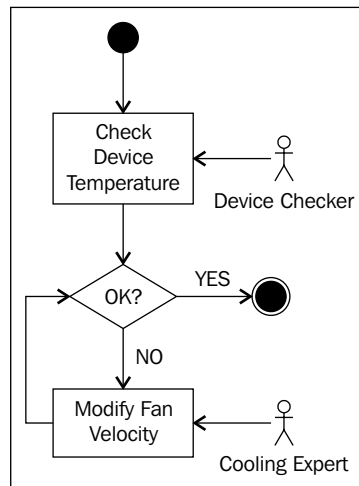 Check
Device
Temperature
Device Checker
OK?
YES
NO
Modify Fan
Velocity
Cooling Expert